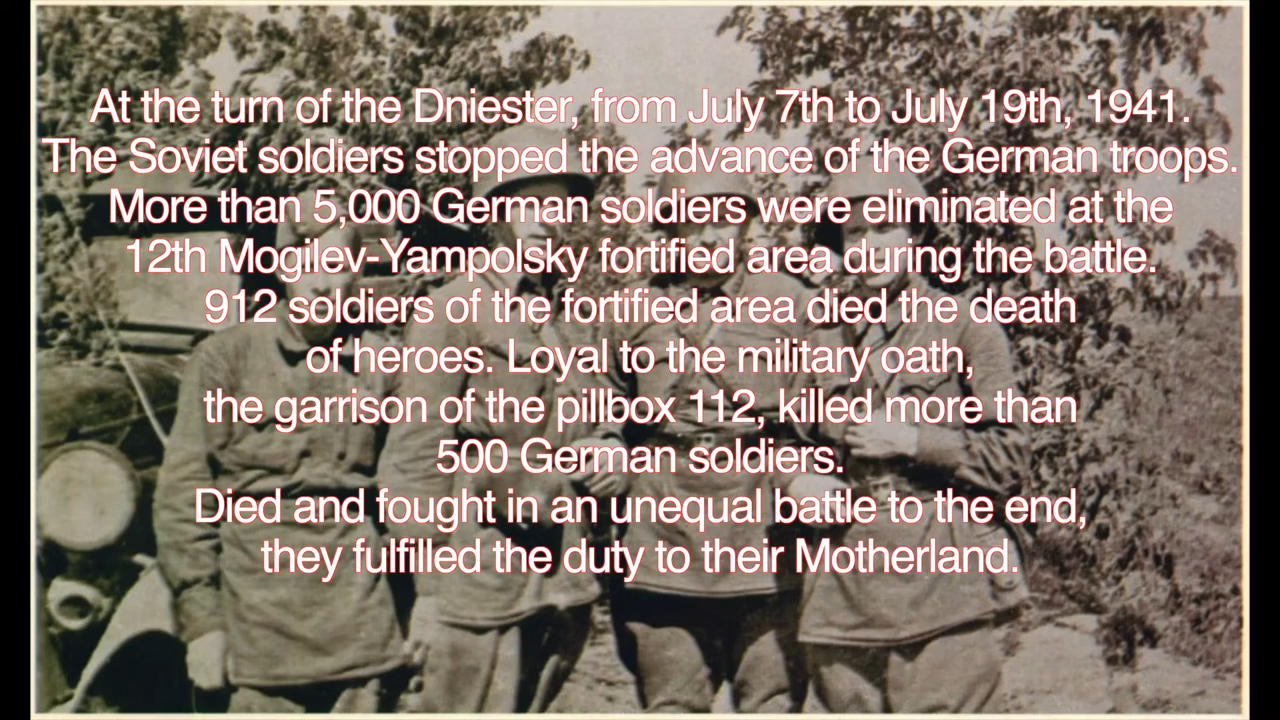 At the turn of the Dniester, from July 7th to July 19th, 1941.
The Soviet soldiers stopped the advance of the German troops.
More than 5,000 German soldiers were eliminated at the
12th Mogilev-Yampolsky fortified area during the battle.
912 soldiers of the fortified area died the death
of heroes. Loyal to the military oath,
the garrison of the pillbox 112, killed more than
500 German soldiers.
Died and fought in an unequal battle to the end,
they fulfilled the duty to their Motherland.